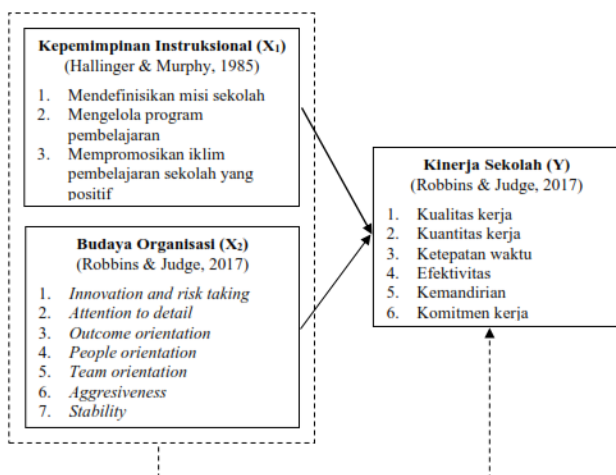 Kepemimpinan Instruksional (X₁)
(Hallinger & Murphy, 1985)
1. Mendefinisikan misi sekolah
2. Mengelola program
pembelajaran
3. Mempromosikan iklim
pembelajaran sekolah yang
positif
Budaya Organisasi (X₂)
(Robbins & Judge, 2017)
1. Innovation and risk taking
2. Attention to detail
3. Outcome orientation
4. People orientation
5. Team orientation
6. Aggresiveness
7. Stability
Kinerja Sekolah (Y)
(Robbins & Judge, 2017)
1. Kualitas kerja
2. Kuantitas kerja
3. Ketepatan waktu
4. Efektivitas
5. Kemandirian
6. Komitmen kerja